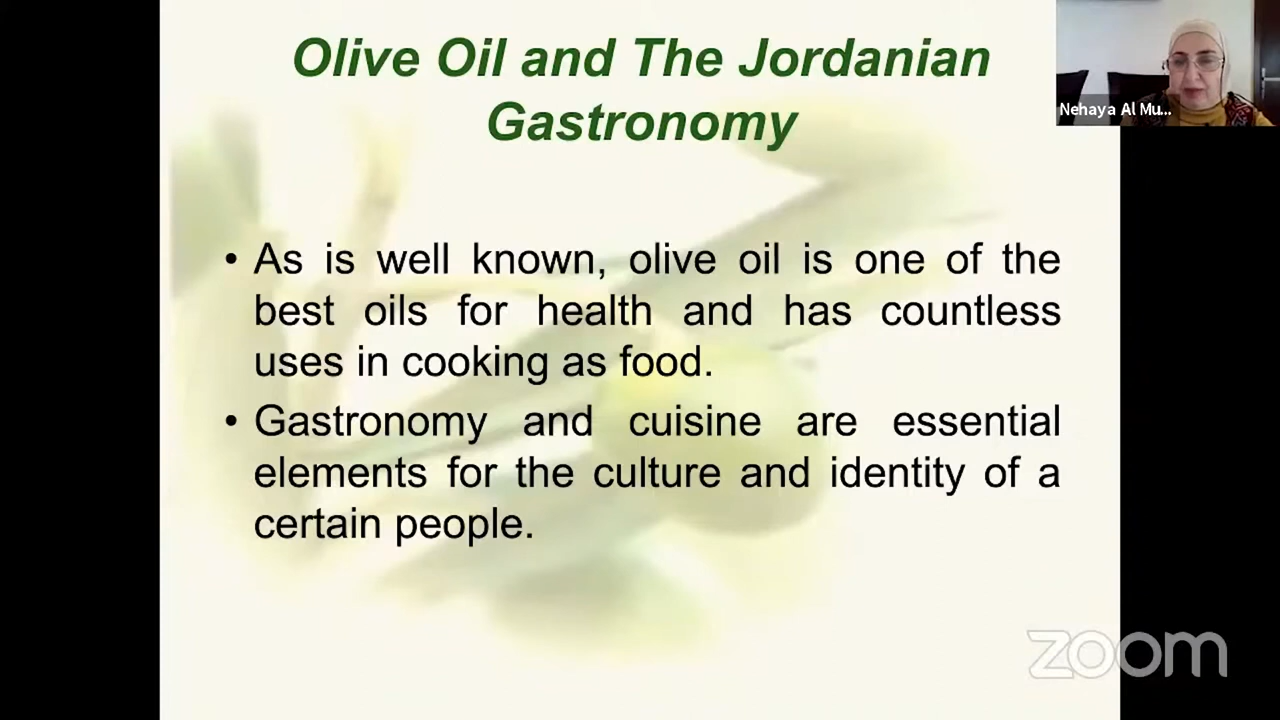 Olive Oil and The Jordanian
Gastronomy
Nehaya Al Mu...
• As is well known, olive oil is one of the
best oils for health and has countless
uses in cooking as food.
• Gastronomy and cuisine are essential
elements for the culture and identity of a
certain people.
zoom